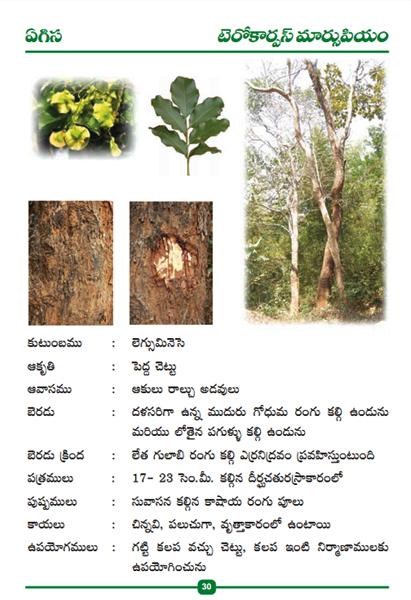 ఏగిస టెరోకార్పస్ మార్సుపియం
కుటుంబము : లెగ్యుమినెసె
ఆకృతి : పెద్ద చెట్టు
ఆవాసము : ఆకులు రాల్చు అడవులు
బెరడు : దళసరిగా ఉన్న ముదురు గోధుమ రంగు కల్గి ఉండును
మరియు లోతైన పగుళ్ళు కల్గి ఉండును
బెరడు క్రింద : లేత గులాబి రంగు కల్గి ఎర్రనిద్రవం ప్రవహిస్తుంటుంది
పత్రములు : 17- 23 సెం.మీ. కల్గిన దీర్ఘచతురస్రాకారంలో
పుష్పములు : సువాసన కల్గిన కాషాయ రంగు పూలు
కాయలు : చిన్నవి, పలుచుగా, వృత్తాకారంలో ఉంటాయి
ఉపయోగములు : గట్టి కలప వచ్చు చెట్టు, కలప ఇంటి నిర్మాణాములకు
ఉపయోగించును
30